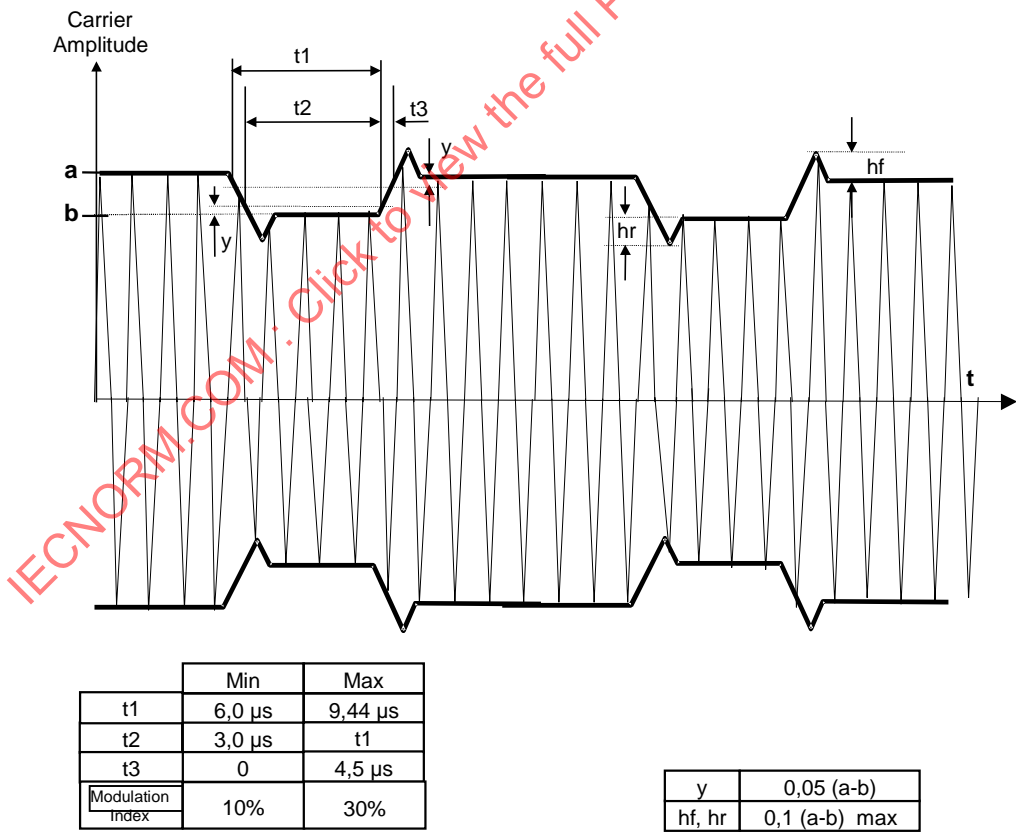 Carrier
Amplitude
t1
t2
t3
y
hf
a
b
y
hr
t
IECNORM.COM : Click to view the full P
Min Max
t1 6,0 µs 9,44 µs
t2 3,0 µs t1
t3 0 4,5 µs
Modulation
Index 10% 30%
y 0,05 (a-b)
hf, hr 0,1 (a-b) max